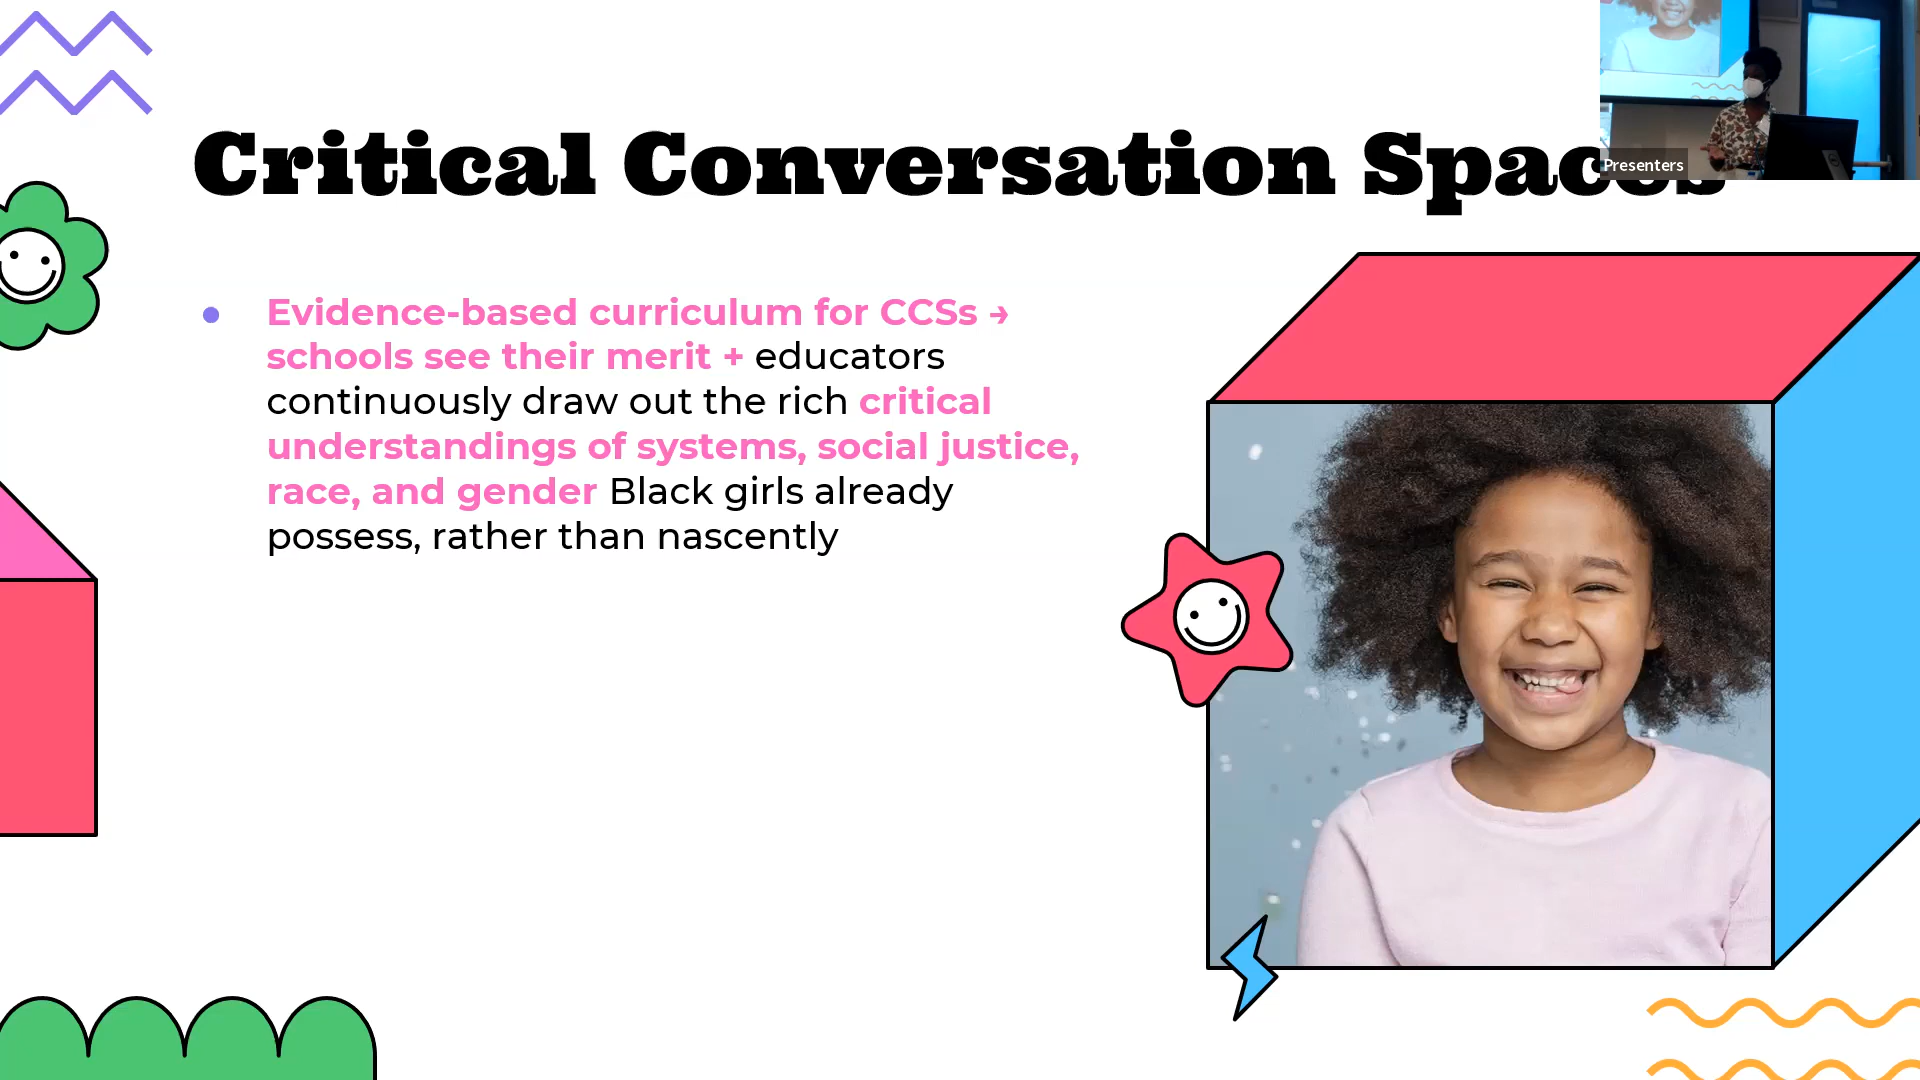 Critical Conversation Spaces
Presenters
Evidence-based curriculum for CCSs →
schools see their merit + educators
continuously draw out the rich critical
understandings of systems, social justice,
race, and gender Black girls already
possess, rather than nascently